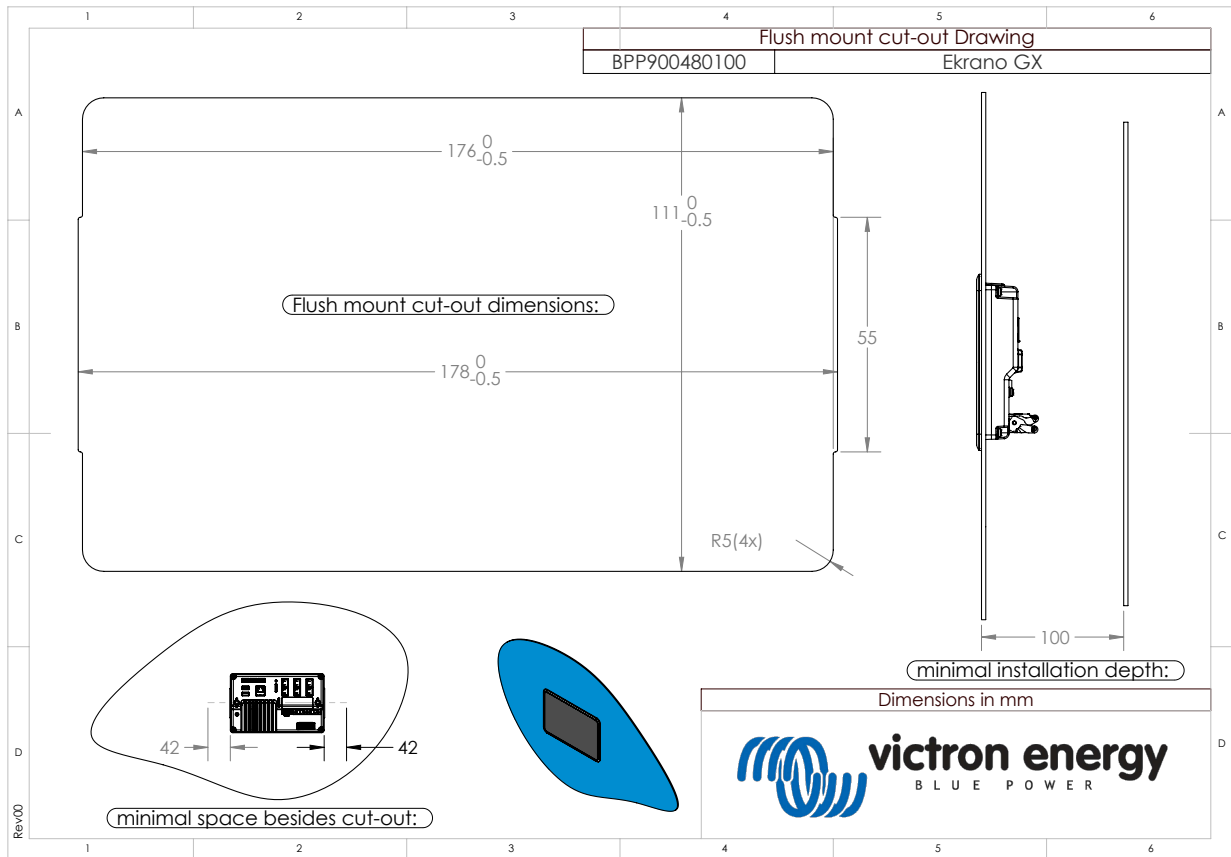 1 2 3 4 5 6
Flush mount cut-out Drawing
BPP900480100 Ekrano GX
A A
176 0 -0.5
111 0 -0.5
Flush mount cut-out dimensions:
B B
55
178 0 -0.5
R5(4x)
C C
100
minimal installation depth:
Dimensions in mm
42 42
victron energy
BLUE POWER
D D
minimal space besides cut-out:
Rev00
1 2 3 4 5 6